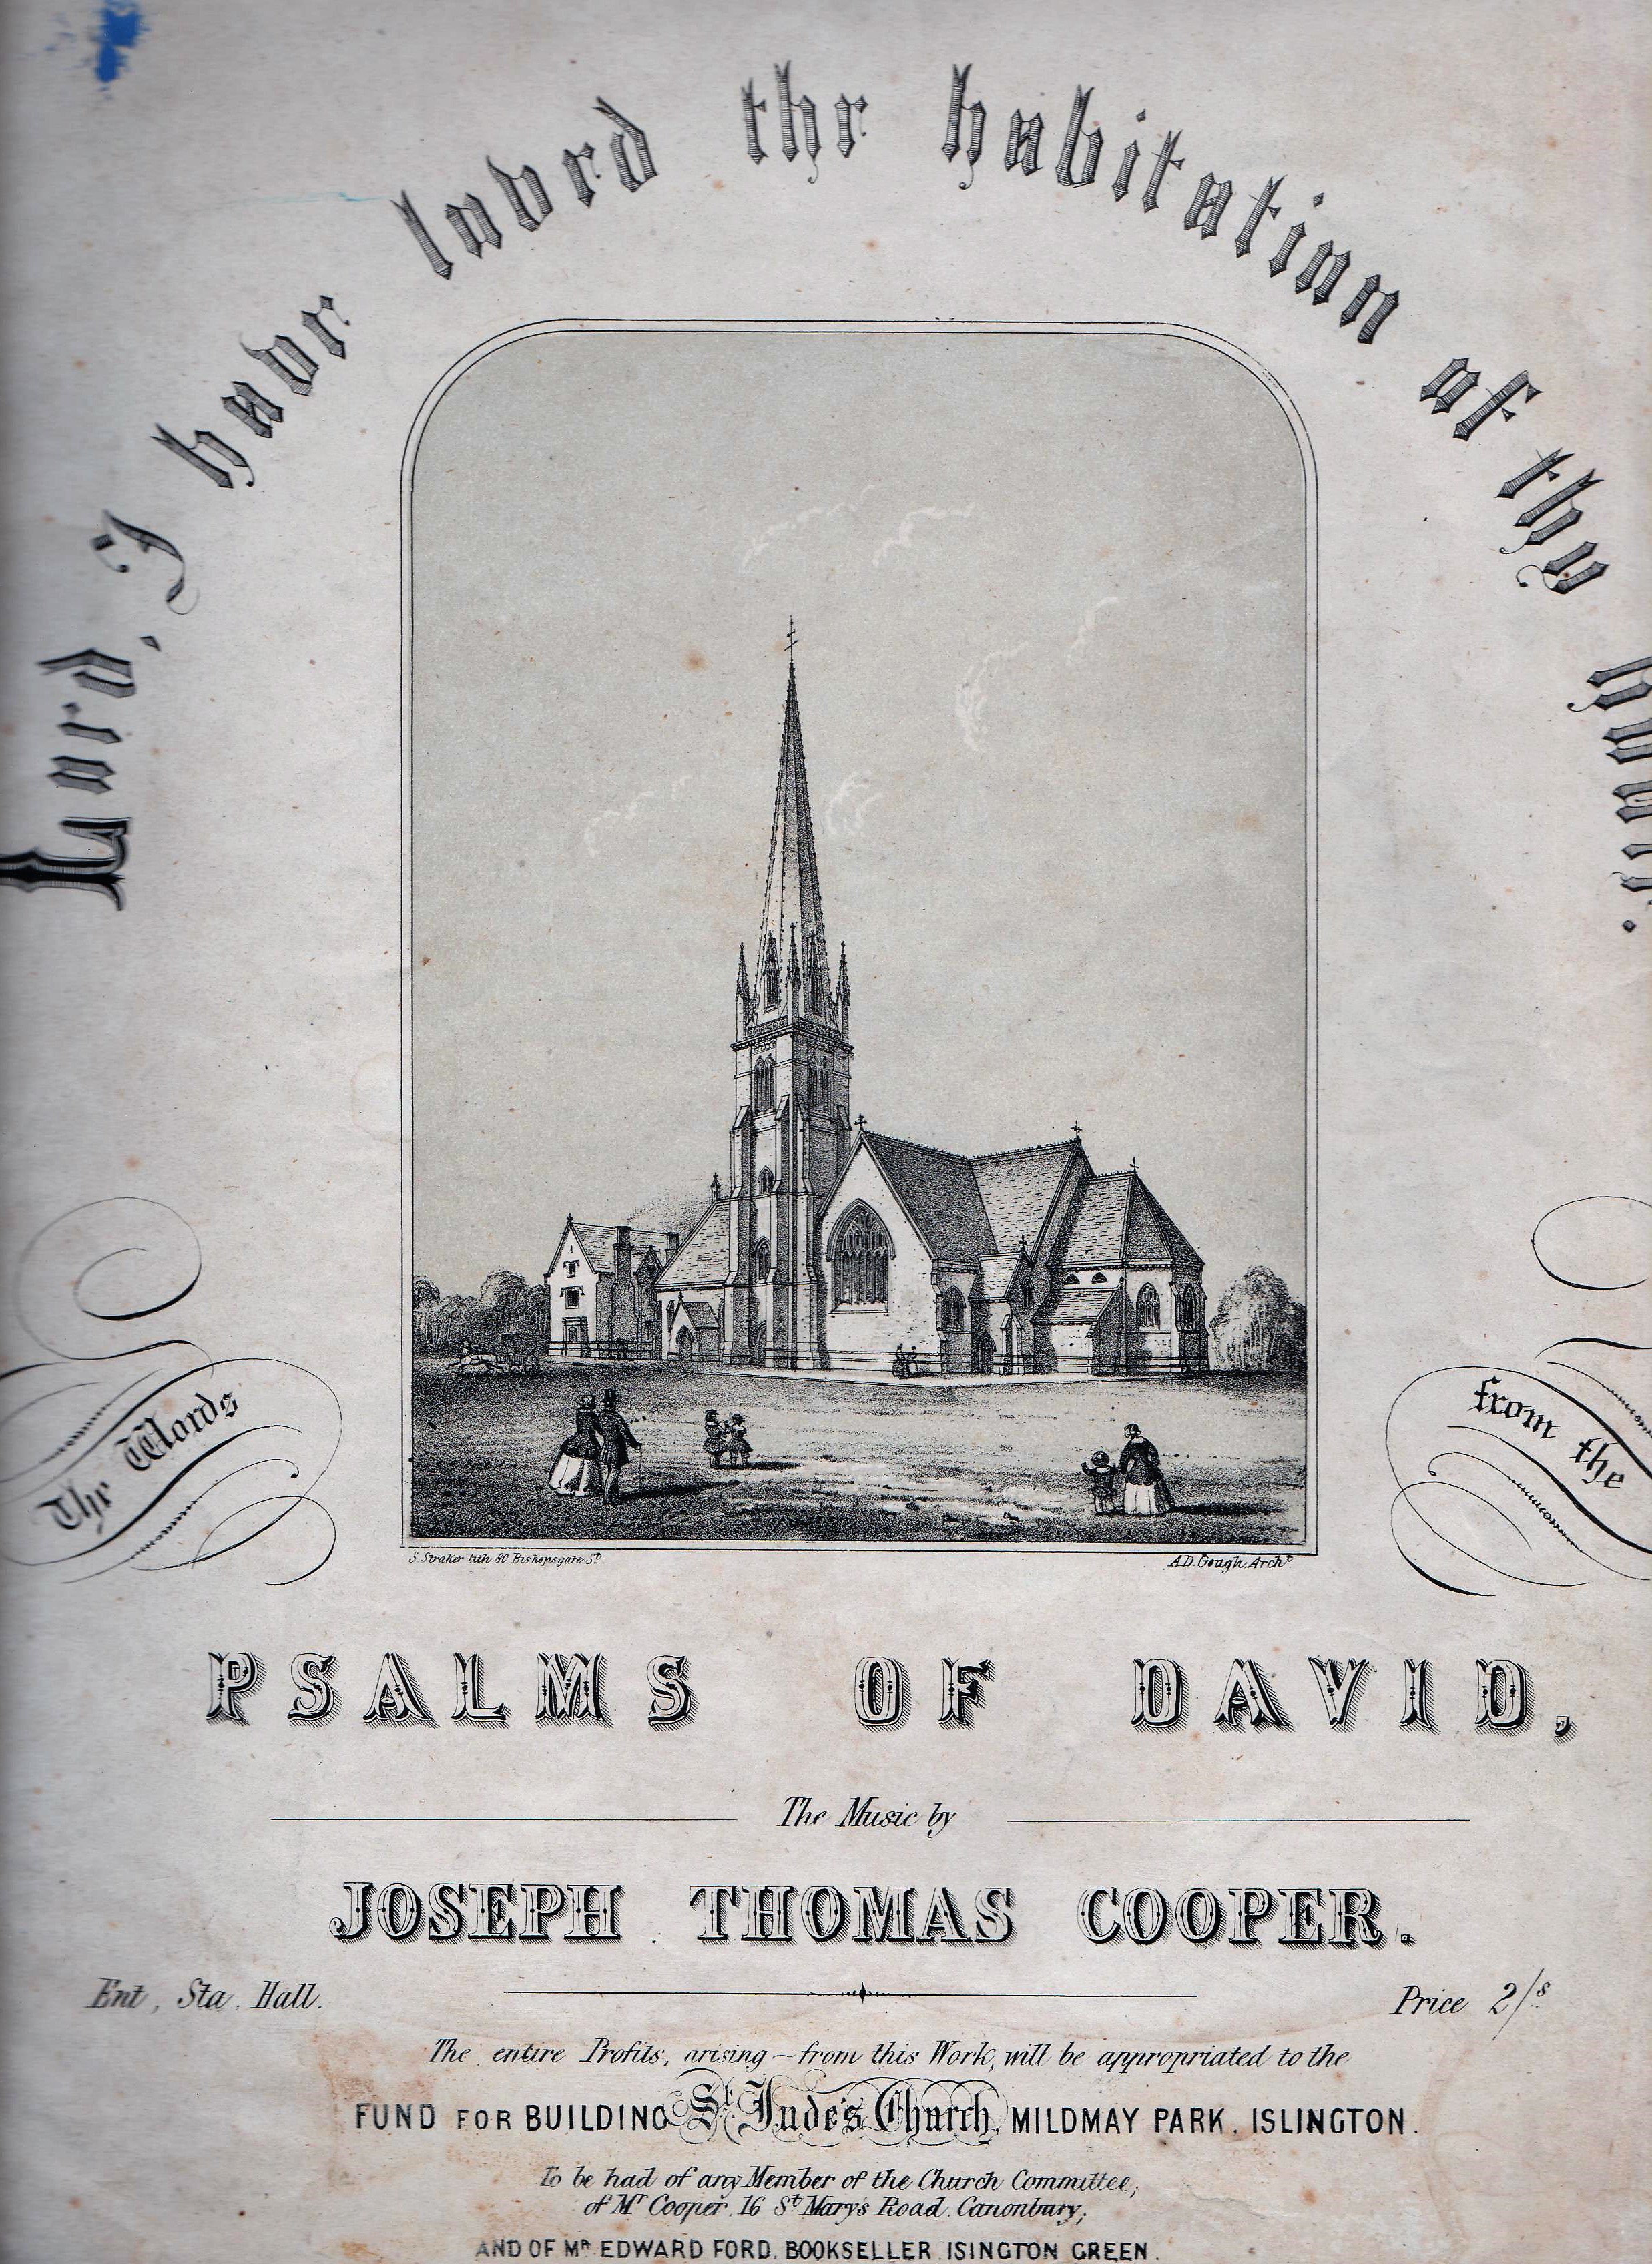 Lord, I have loved the habitation of thy house.
The Words
from the
S. Straker lith 80 Bishopsgate St.
A.D. Gough Archt.
PSALMS OF DAVID,
The Music by
JOSEPH THOMAS COOPER.
Ent, Sta. Hall.
Price 2/s
The entire Profits, arising from this Work, will be appropriated to the
FUND FOR BUILDING St Jude's Church, MILDMAY PARK. ISLINGTON.
To be had of any Member of the Church Committee,
of Mr Cooper. 16 St Mary's Road. Canonbury;
AND OF MR EDWARD FORD. BOOKSELLER ISINGTON GREEN.